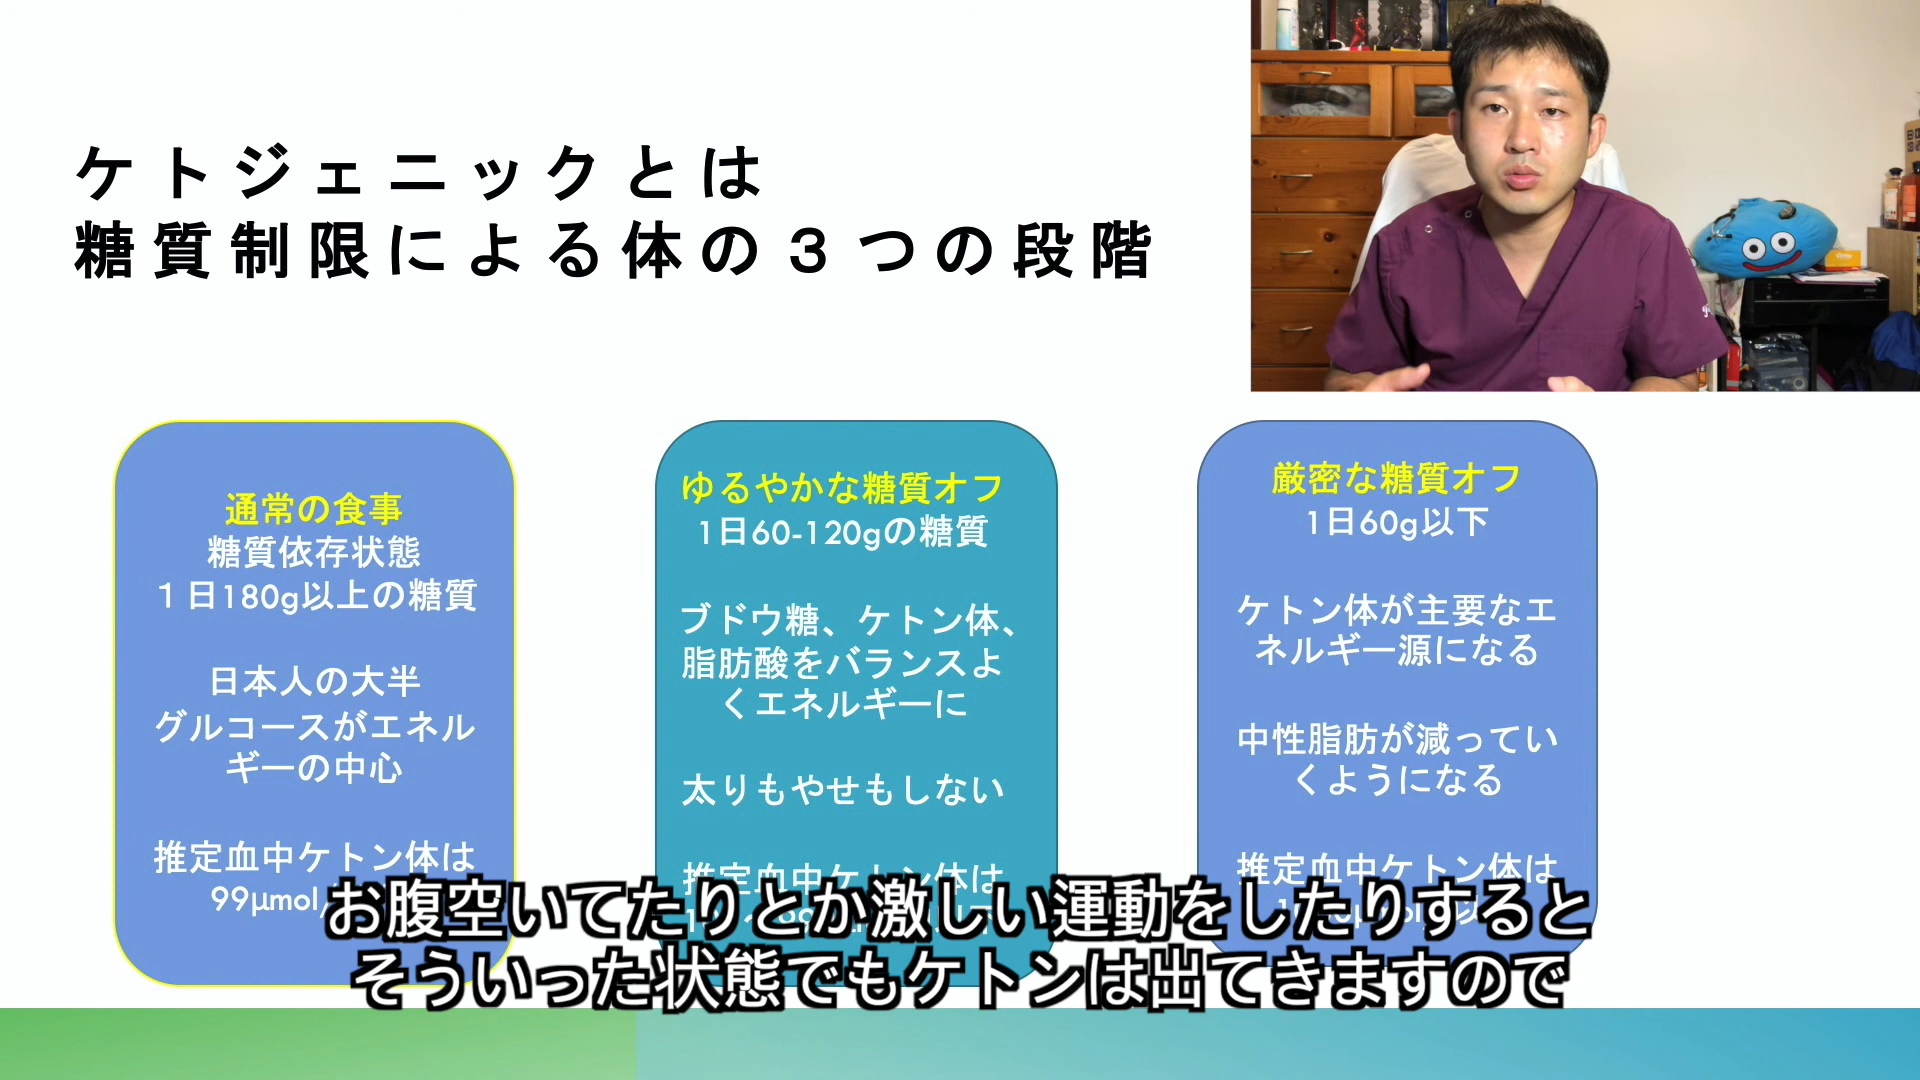 ケトジェニックとは
糖質制限による体の３つの段階
通常の食事
糖質依存状態
１日180g以上の糖質
日本人の大半
グルコースがエネル
ギーの中心
推定血中ケトン体は
99μmol/
ゆるやかな糖質オフ
1日60-120gの糖質
ブドウ糖、ケトン体、
脂肪酸をバランスよ
くエネルギーに
太りもやせもしない
推定血中ケトン体は
厳密な糖質オフ
1日60g以下
ケトン体が主要なエ
ネルギー源になる
中性脂肪が減ってい
くようになる
推定血中ケトン体は
お腹空いてたりとか激しい運動をしたりすると
そういった状態でもケトンは出てきますので